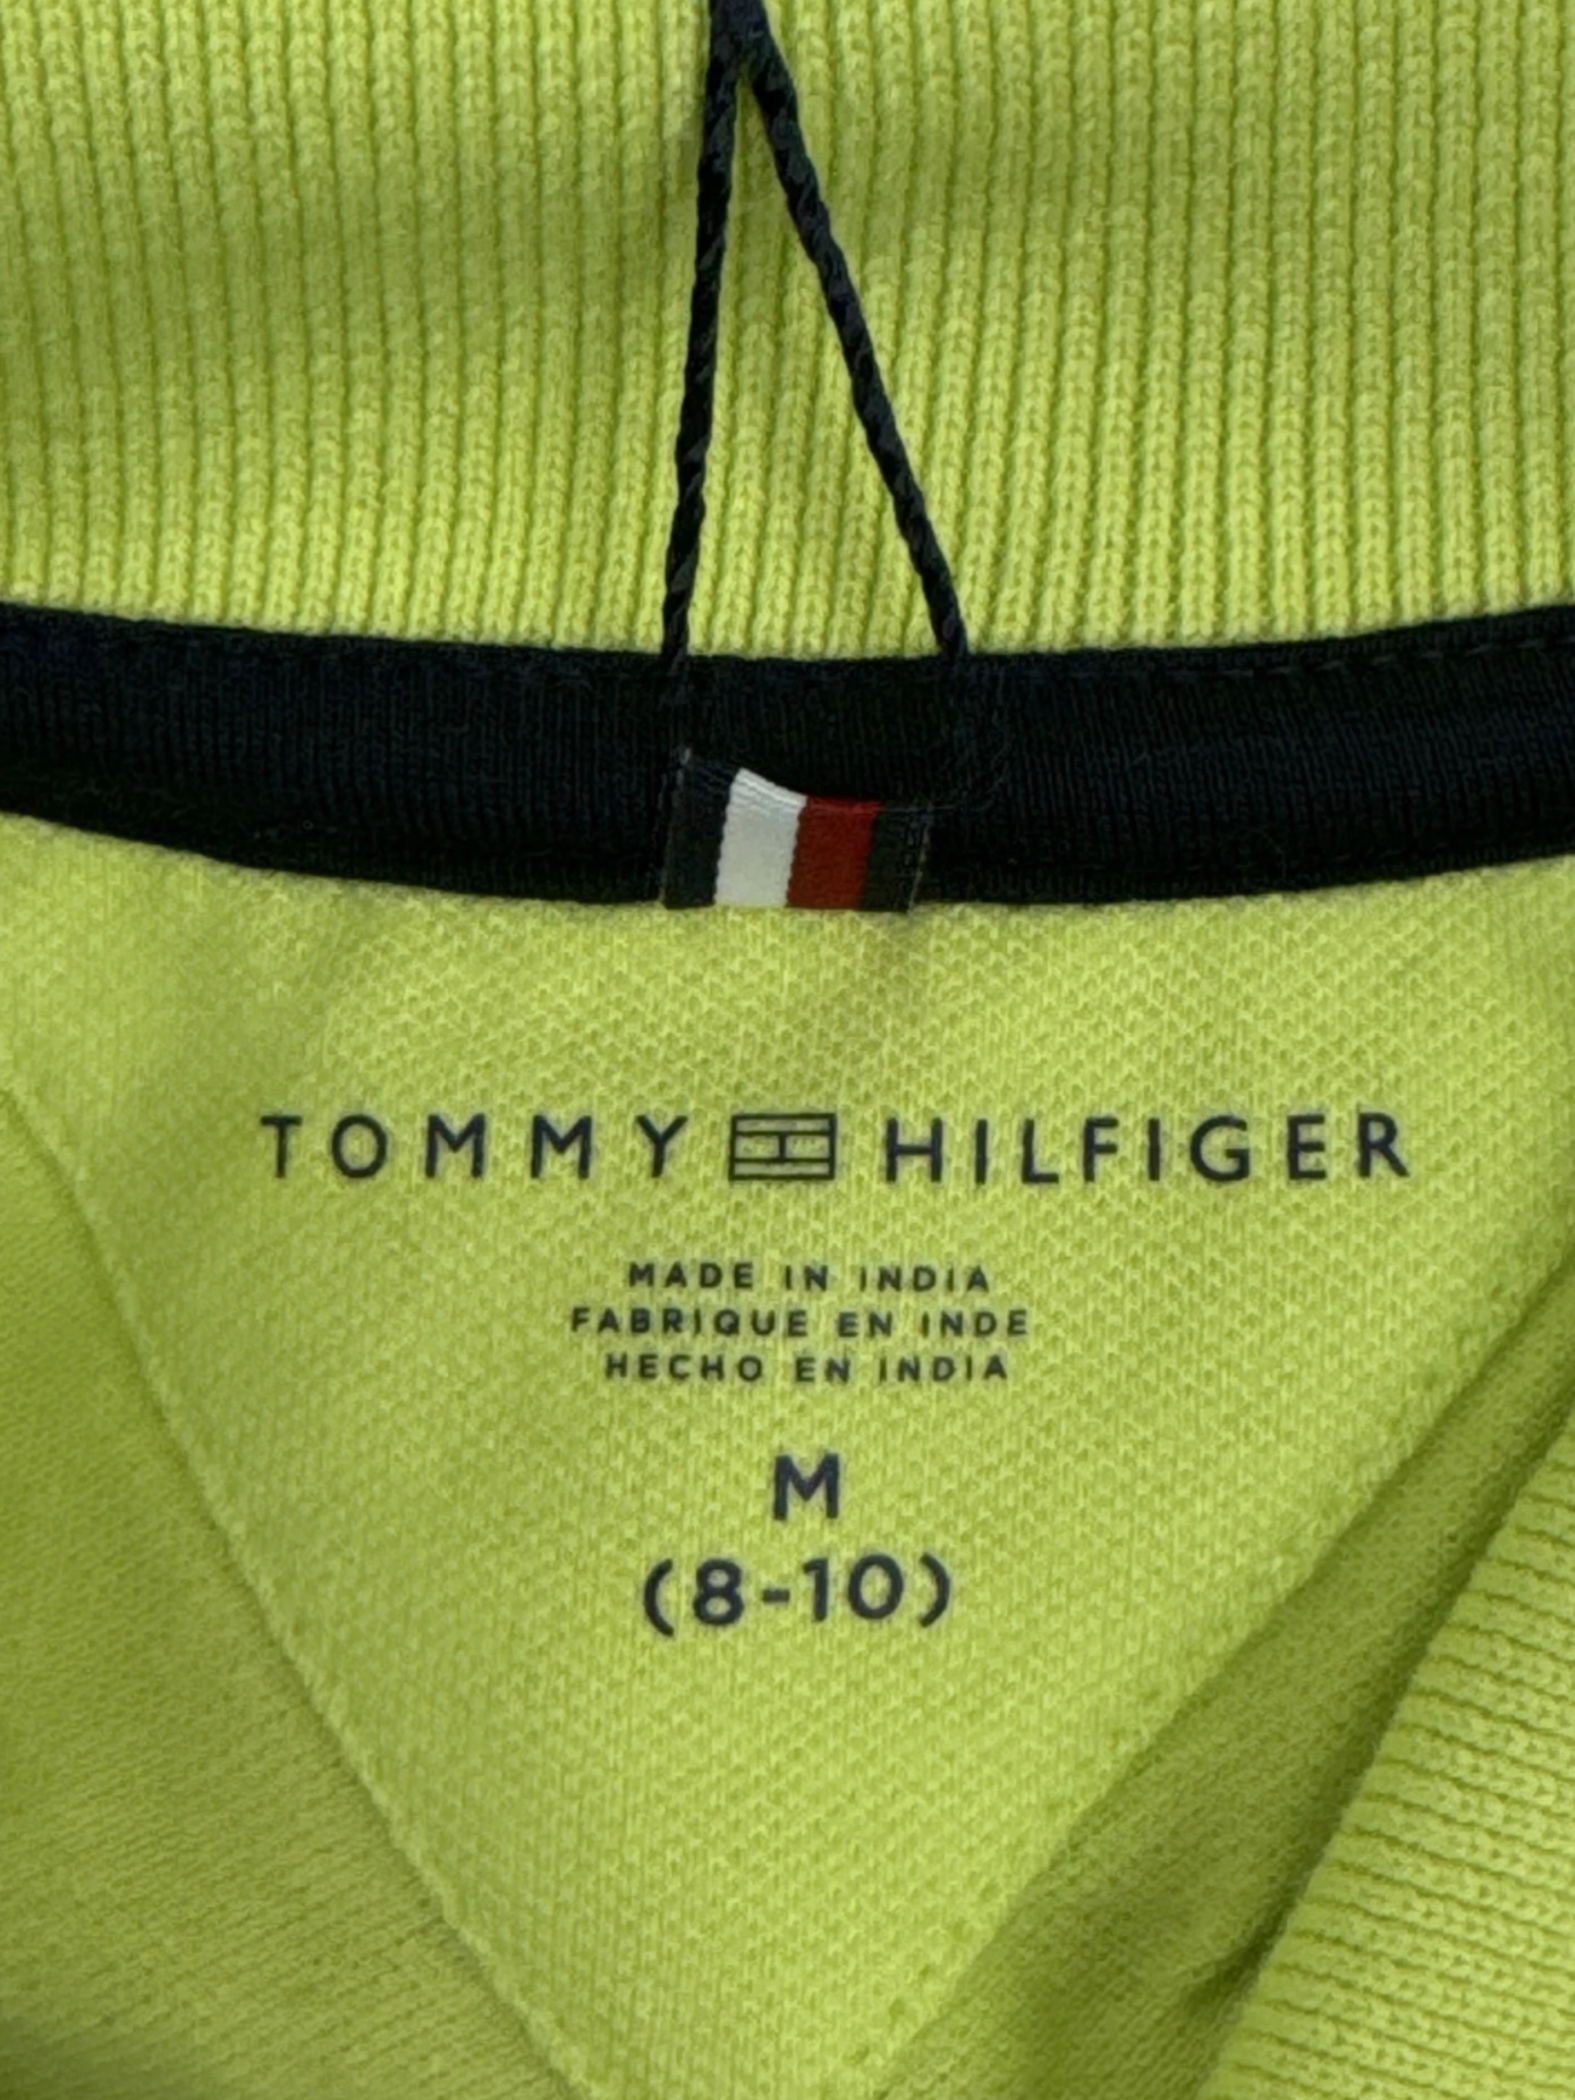 TOMMY HILFIGER
MADE IN INDIA
FABRIQUE EN INDE
HECHO EN INDIA
M
(8-10)